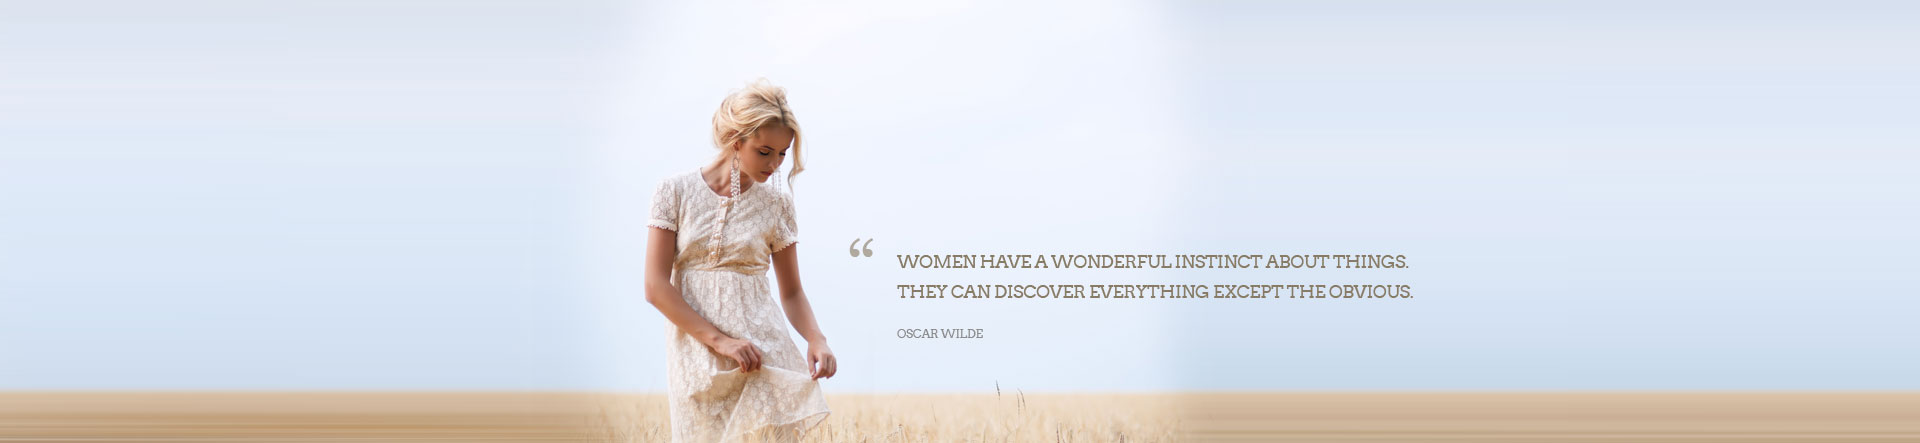 “ WOMEN HAVE A WONDERFUL INSTINCT ABOUT THINGS.
THEY CAN DISCOVER EVERYTHING EXCEPT THE OBVIOUS.
OSCAR WILDE